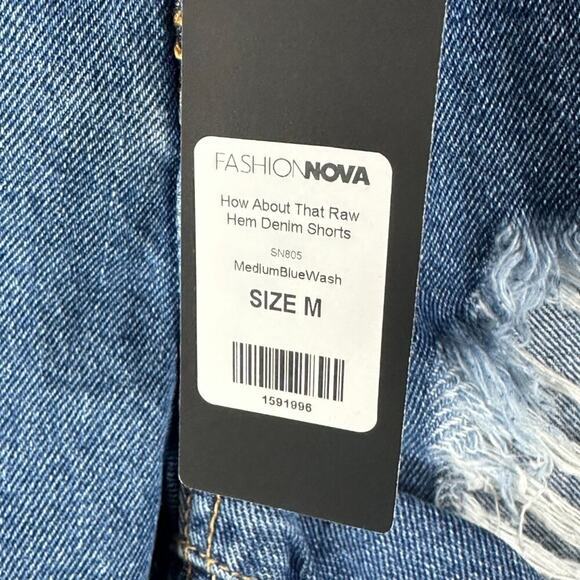 FASHIONNOVA
How About That Raw
Hem Denim Shorts
SN805
MediumBlueWash
SIZE M
1591996